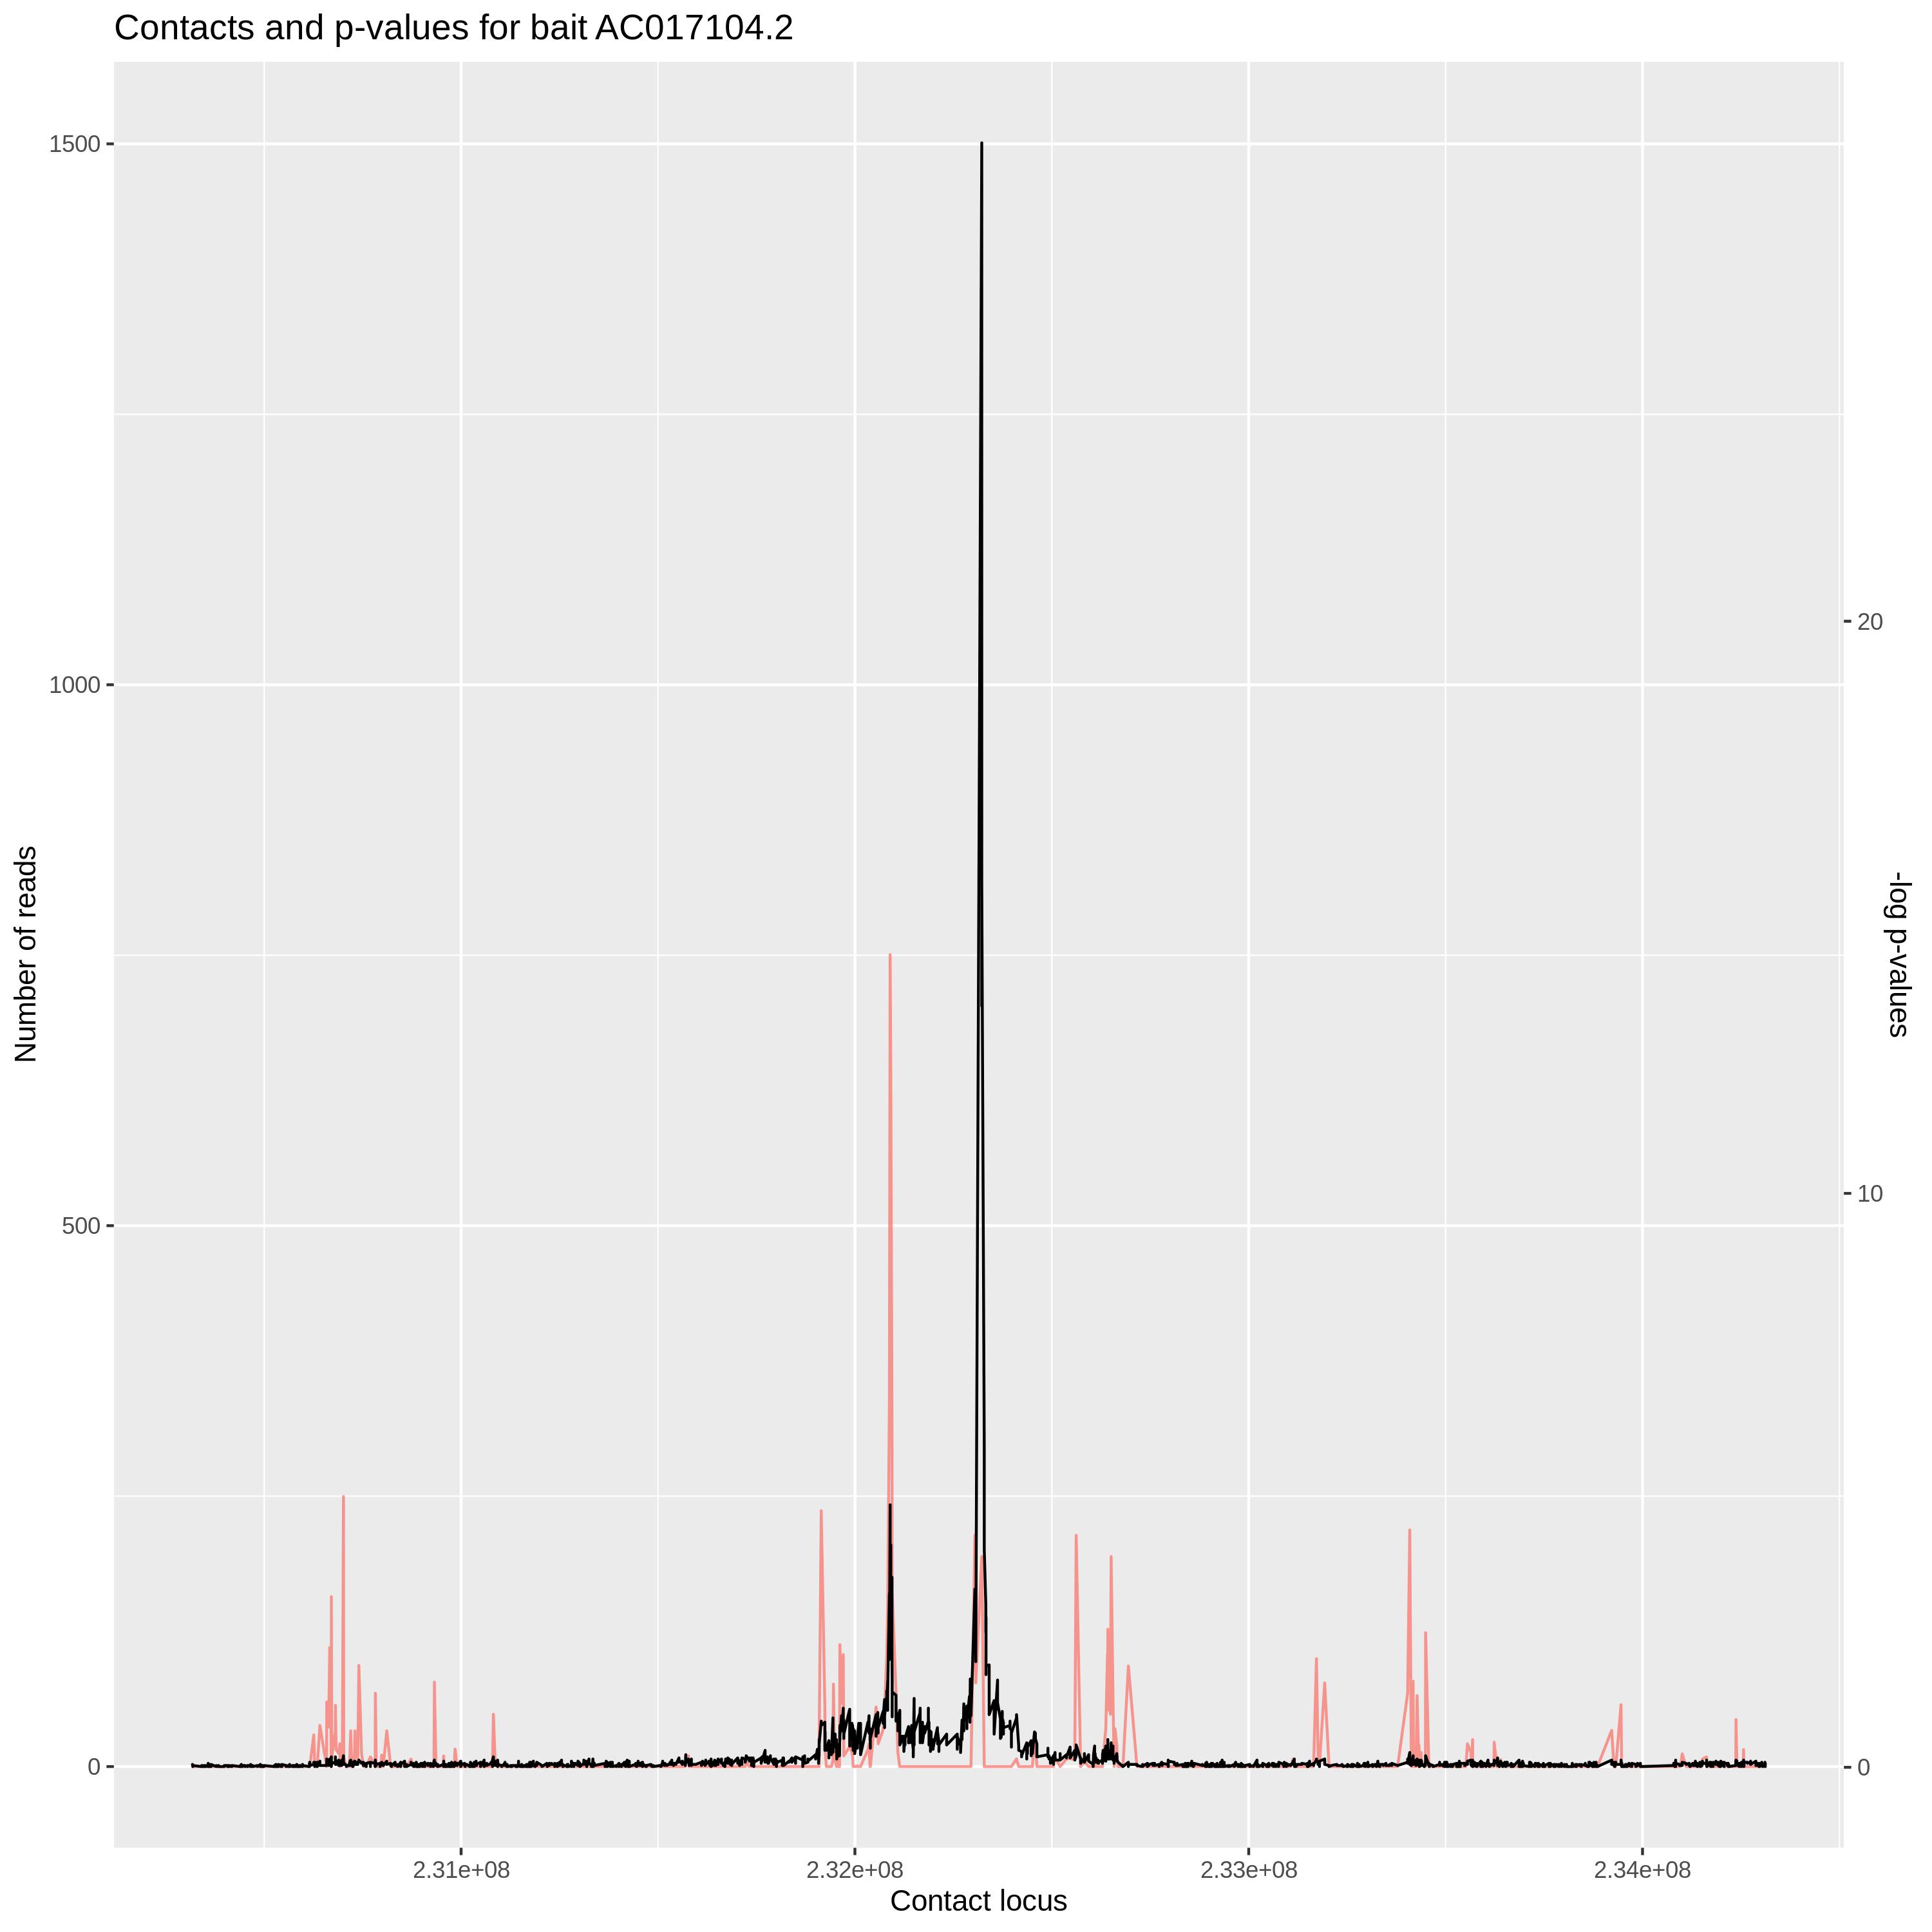 Contacts and p-values for bait AC017104.2
1500
1000
500
0
Number of reads
20
10
0
-log p-values
2.31e+08
2.32e+08
2.33e+08
2.34e+08
Contact locus